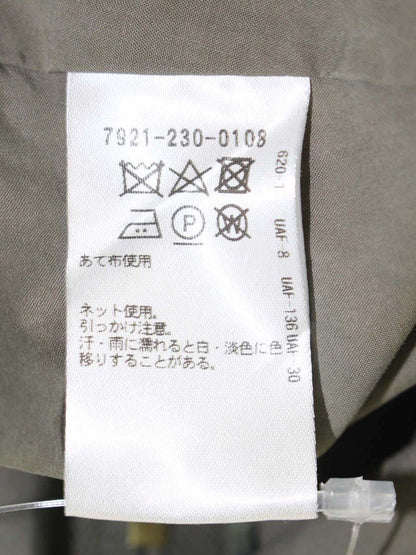 7921-230-0108
P
W
あて布使用
ネット使用。
引っかけ注意。
汗・雨に濡れると白・淡色に色
移りすることがある。
620-1 UAF-8 UAF-136 UAF-30